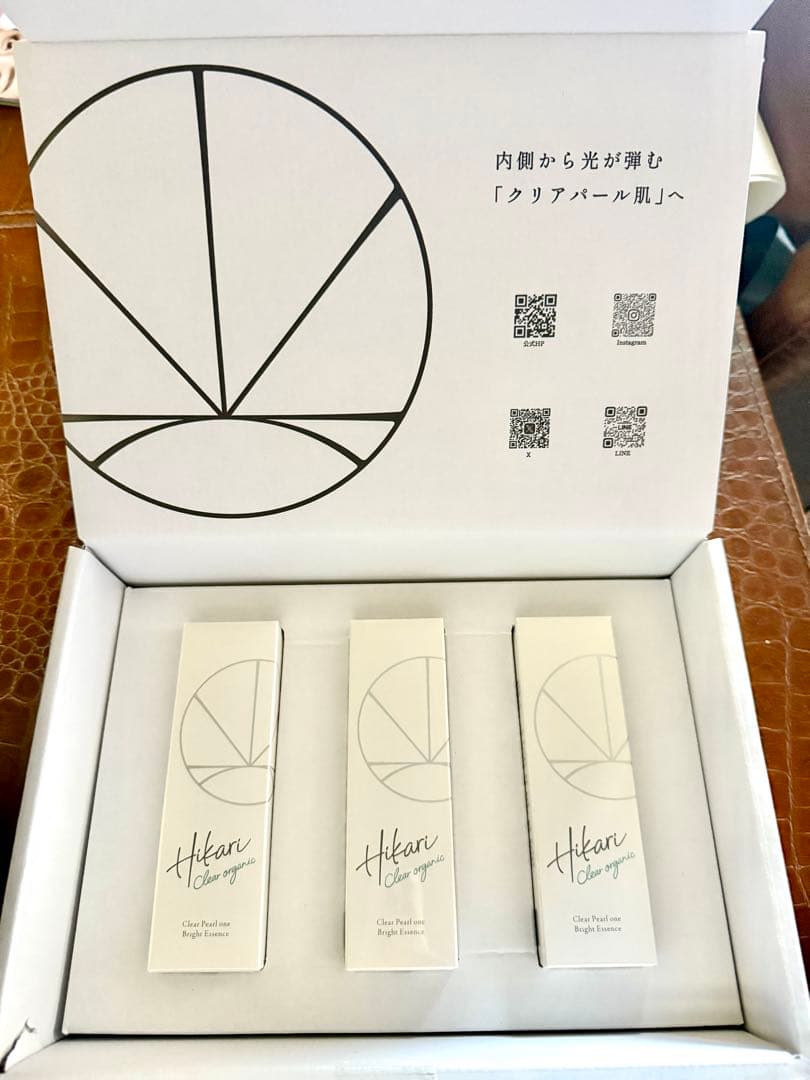 内側から光が弾む
「クリアパール肌」へ
公式HP
Instagram
X
LINE
LINE
Hikari
Clear organic
Clear Pearl one
Bright Essence
Hikari
Clear organic
Clear Pearl one
Bright Essence
Hikari
Clear organic
Clear Pearl one
Bright Essence